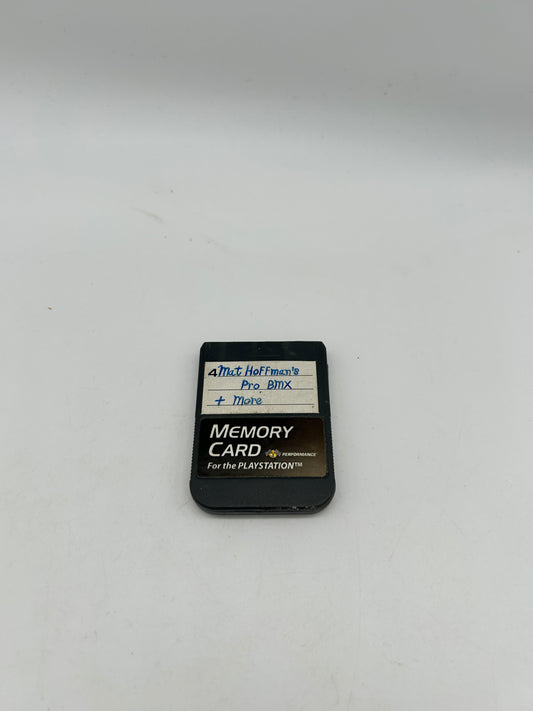 4 Mat Hoffman's
Pro BMX
+ More
MEMORY
CARD PERFORMANCE
For the PLAYSTATION™